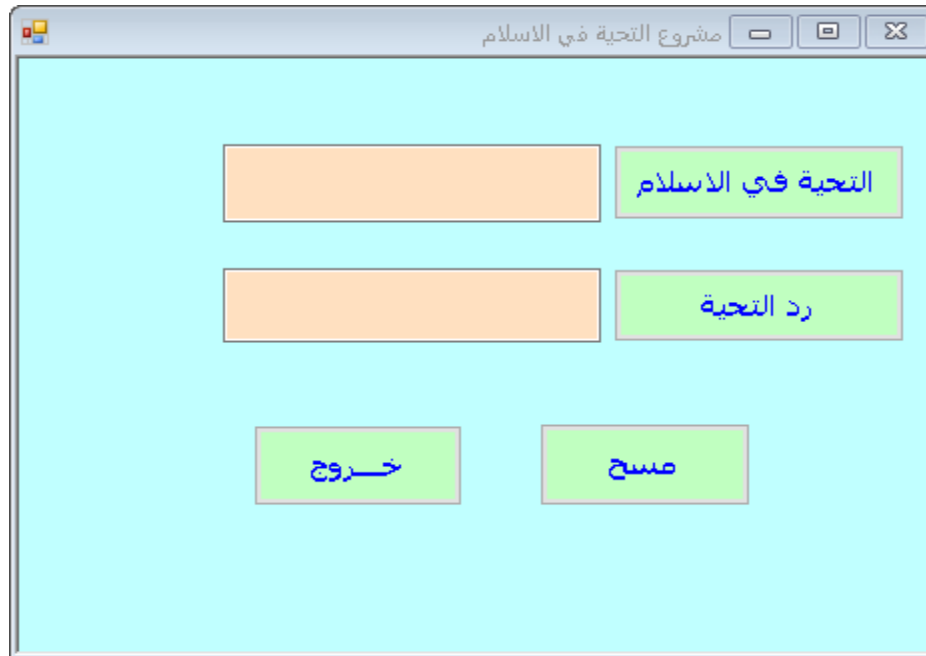 مشروع التحية في الاسلام
التحية في الاسلام
رد التحية
مسح
خـــروج